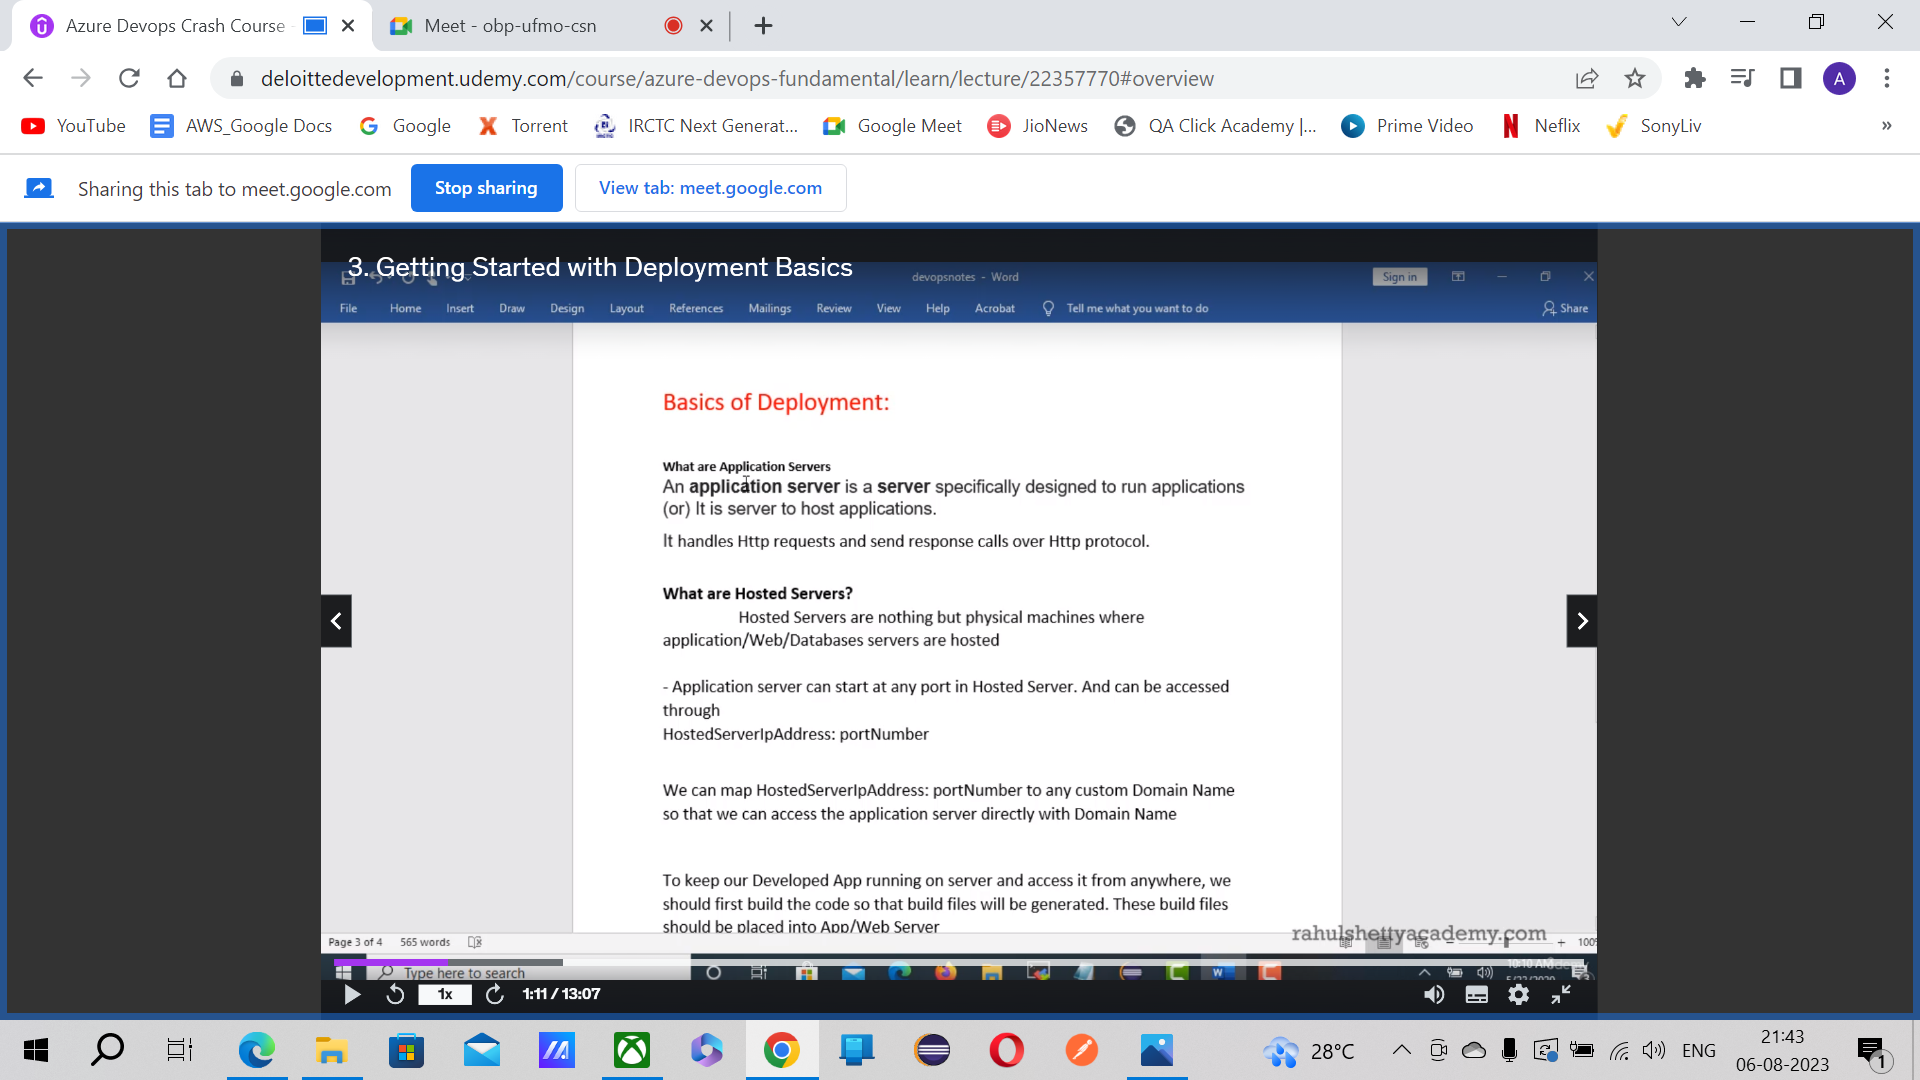 Azure Devops Crash Course
Meet - obp-ufmo-csn
deloittedevelopment.udemy.com/course/azure-devops-fundamental/learn/lecture/22357770#overview
A
YouTube
AWS_Google Docs
Google
Torrent
IRCTC Next Generat...
Google Meet
JioNews
QA Click Academy |...
Prime Video
Neflix
SonyLiv
»
Sharing this tab to meet.google.com
Stop sharing
View tab: meet.google.com
3. Getting Started with Deployment Basics
devopsnotes - Word
Sign in
File Home Insert Draw Design Layout References Mailings Review View Help Acrobat Tell me what you want to do
Share
Basics of Deployment:
What are Application Servers
An application server is a server specifically designed to run applications
(or) It is server to host applications.
It handles Http requests and send response calls over Http protocol.
What are Hosted Servers?
Hosted Servers are nothing but physical machines where
application/Web/Databases servers are hosted
- Application server can start at any port in Hosted Server. And can be accessed
through
HostedServerIpAddress: portNumber
We can map HostedServerIpAddress: portNumber to any custom Domain Name
so that we can access the application server directly with Domain Name
To keep our Developed App running on server and access it from anywhere, we
should first build the code so that build files will be generated. These build files
should be placed into App/Web Server
rahulshettyacademy.com
Page 3 of 4 565 words
Type here to search
1x
1:11 / 13:07
28°C
ENG
21:43
06-08-2023
1